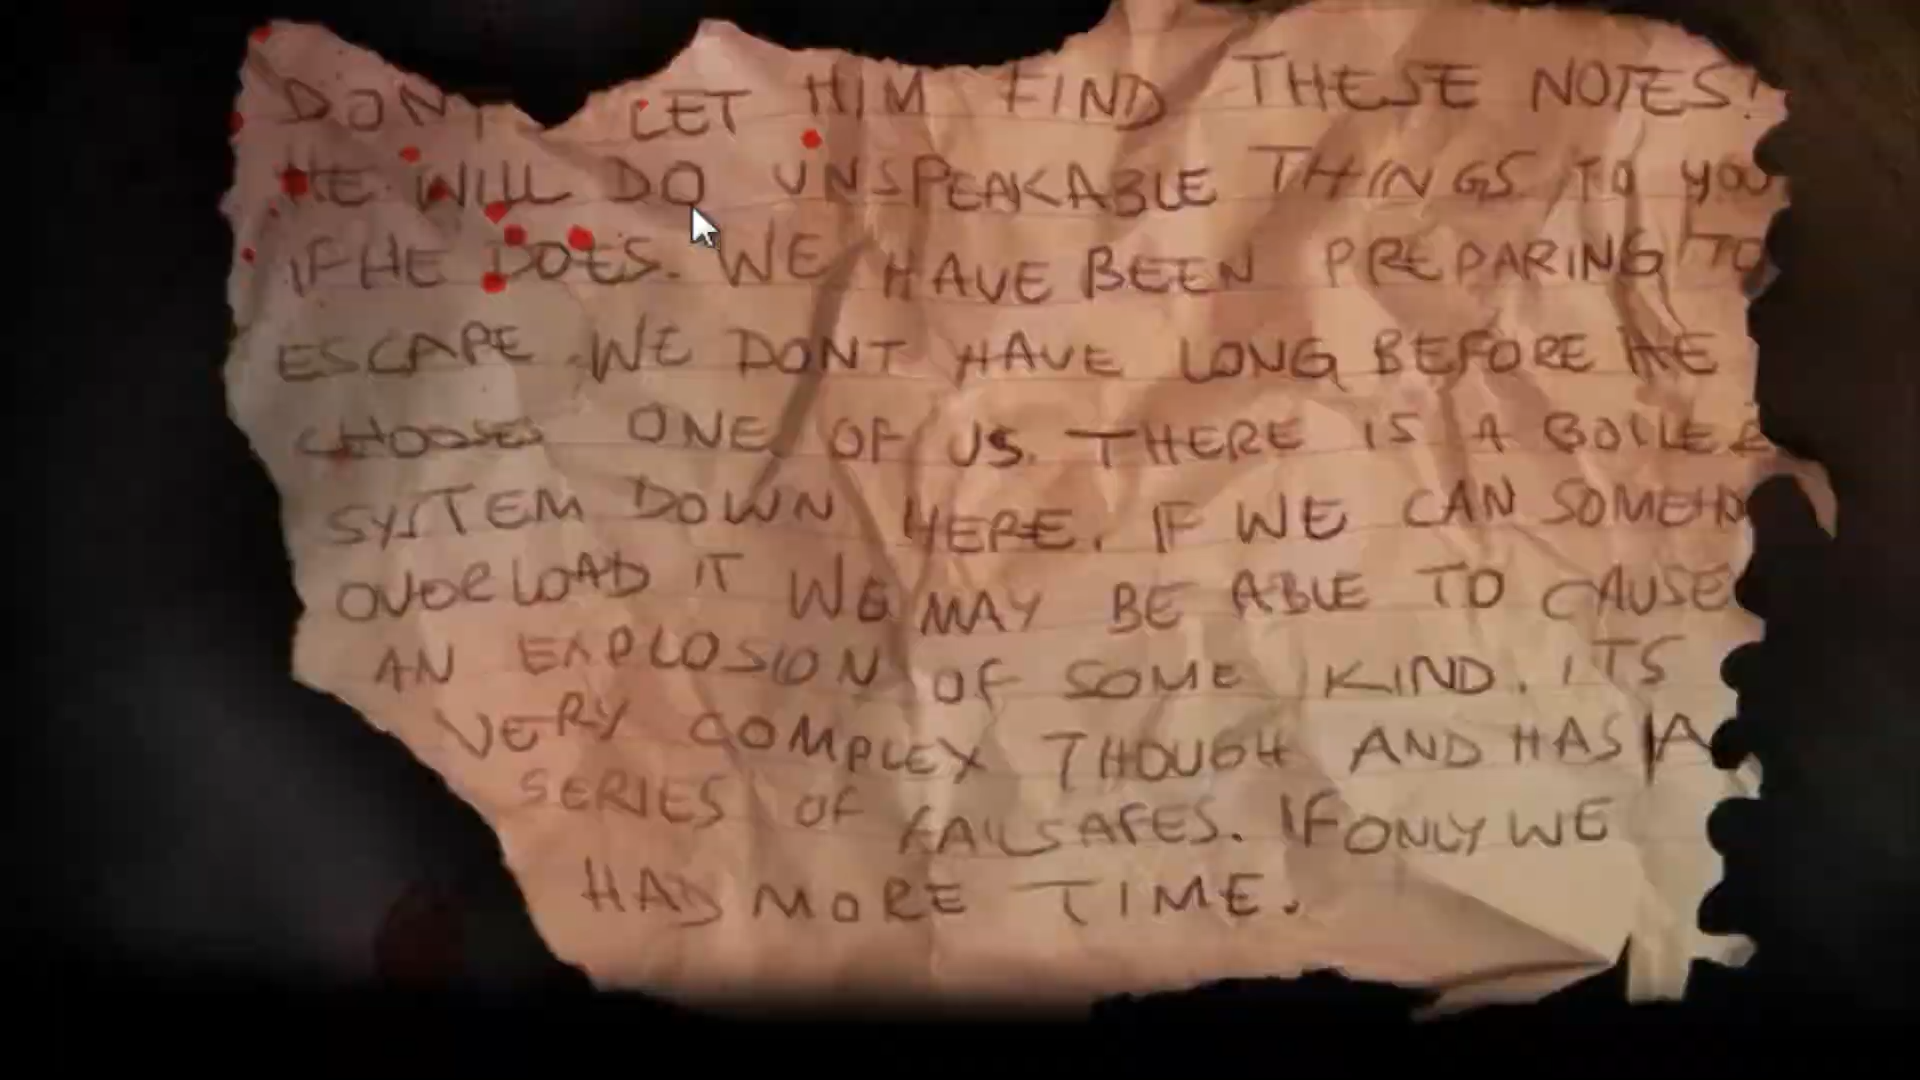 DONT LET HIM FIND THESE NOTES!
HE WILL DO UNSPEAKABLE THINGS TO YOU
IF HE DOES. WE HAVE BEEN PREPARING TO
ESCAPE. WE DONT HAVE LONG BEFORE HE
CHOOSES ONE OF US. THERE IS A BOILER
SYSTEM DOWN HERE. IF WE CAN SOMEHO
OVERLOAD IT WE MAY BE ABLE TO CAUSE
AN EXPLOSION OF SOME KIND. ITS
VERY COMPLEX THOUGH AND HAS A
SERIES OF FAILSAFES. IF ONLY WE
HAD MORE TIME.